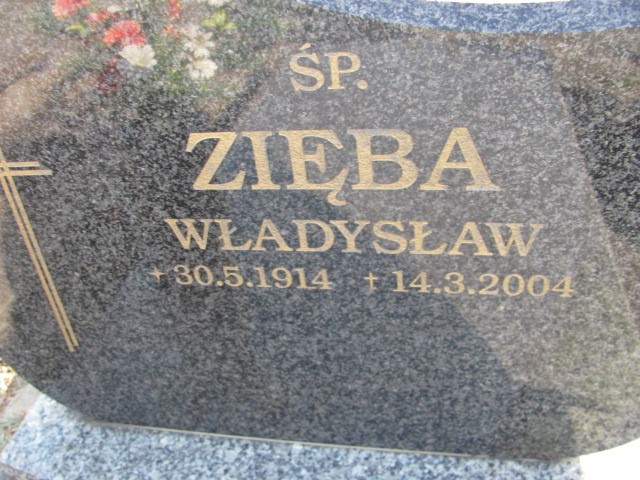 ŚP.
ZIĘBA
WŁADYSŁAW
+ 30.5.1914 + 14.3.2004